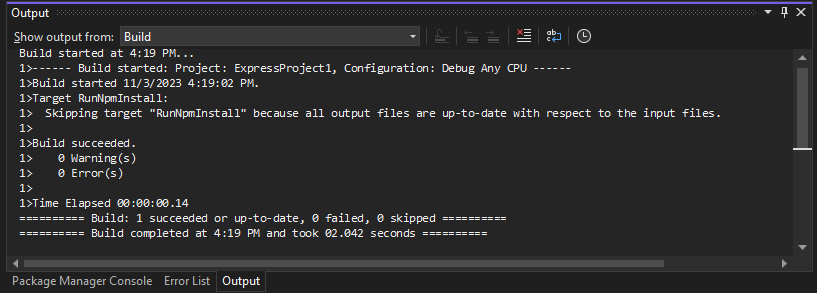 Output
Show output from: Build
Build started at 4:19 PM...
1>------ Build started: Project: ExpressProject1, Configuration: Debug Any CPU ------
1>Build started 11/3/2023 4:19:02 PM.
1>Target RunNpmInstall:
1>  Skipping target "RunNpmInstall" because all output files are up-to-date with respect to the input files.
1>
1>Build succeeded.
1>    0 Warning(s)
1>    0 Error(s)
1>
1>Time Elapsed 00:00:00.14
========== Build: 1 succeeded or up-to-date, 0 failed, 0 skipped ==========
========== Build completed at 4:19 PM and took 02.042 seconds ==========
Package Manager Console Error List Output